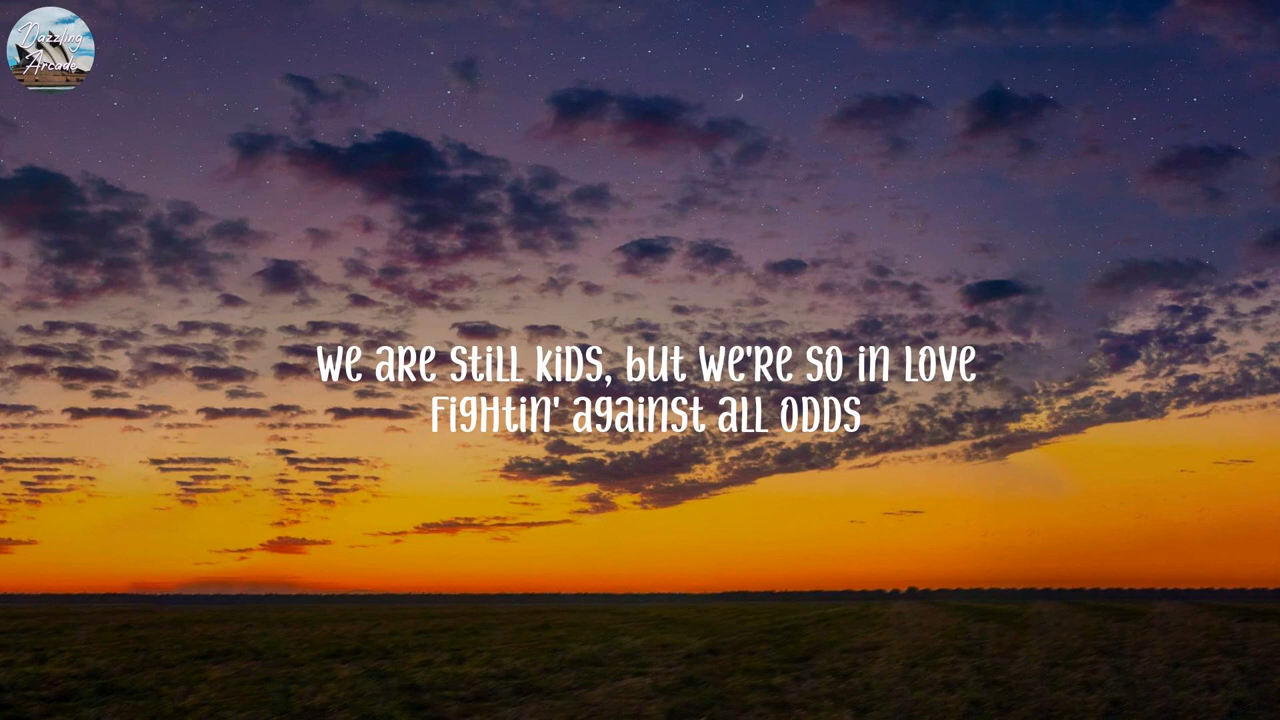 Dazzling
Arcade
We are still kids, but we're so in love
Fightin' against all odds